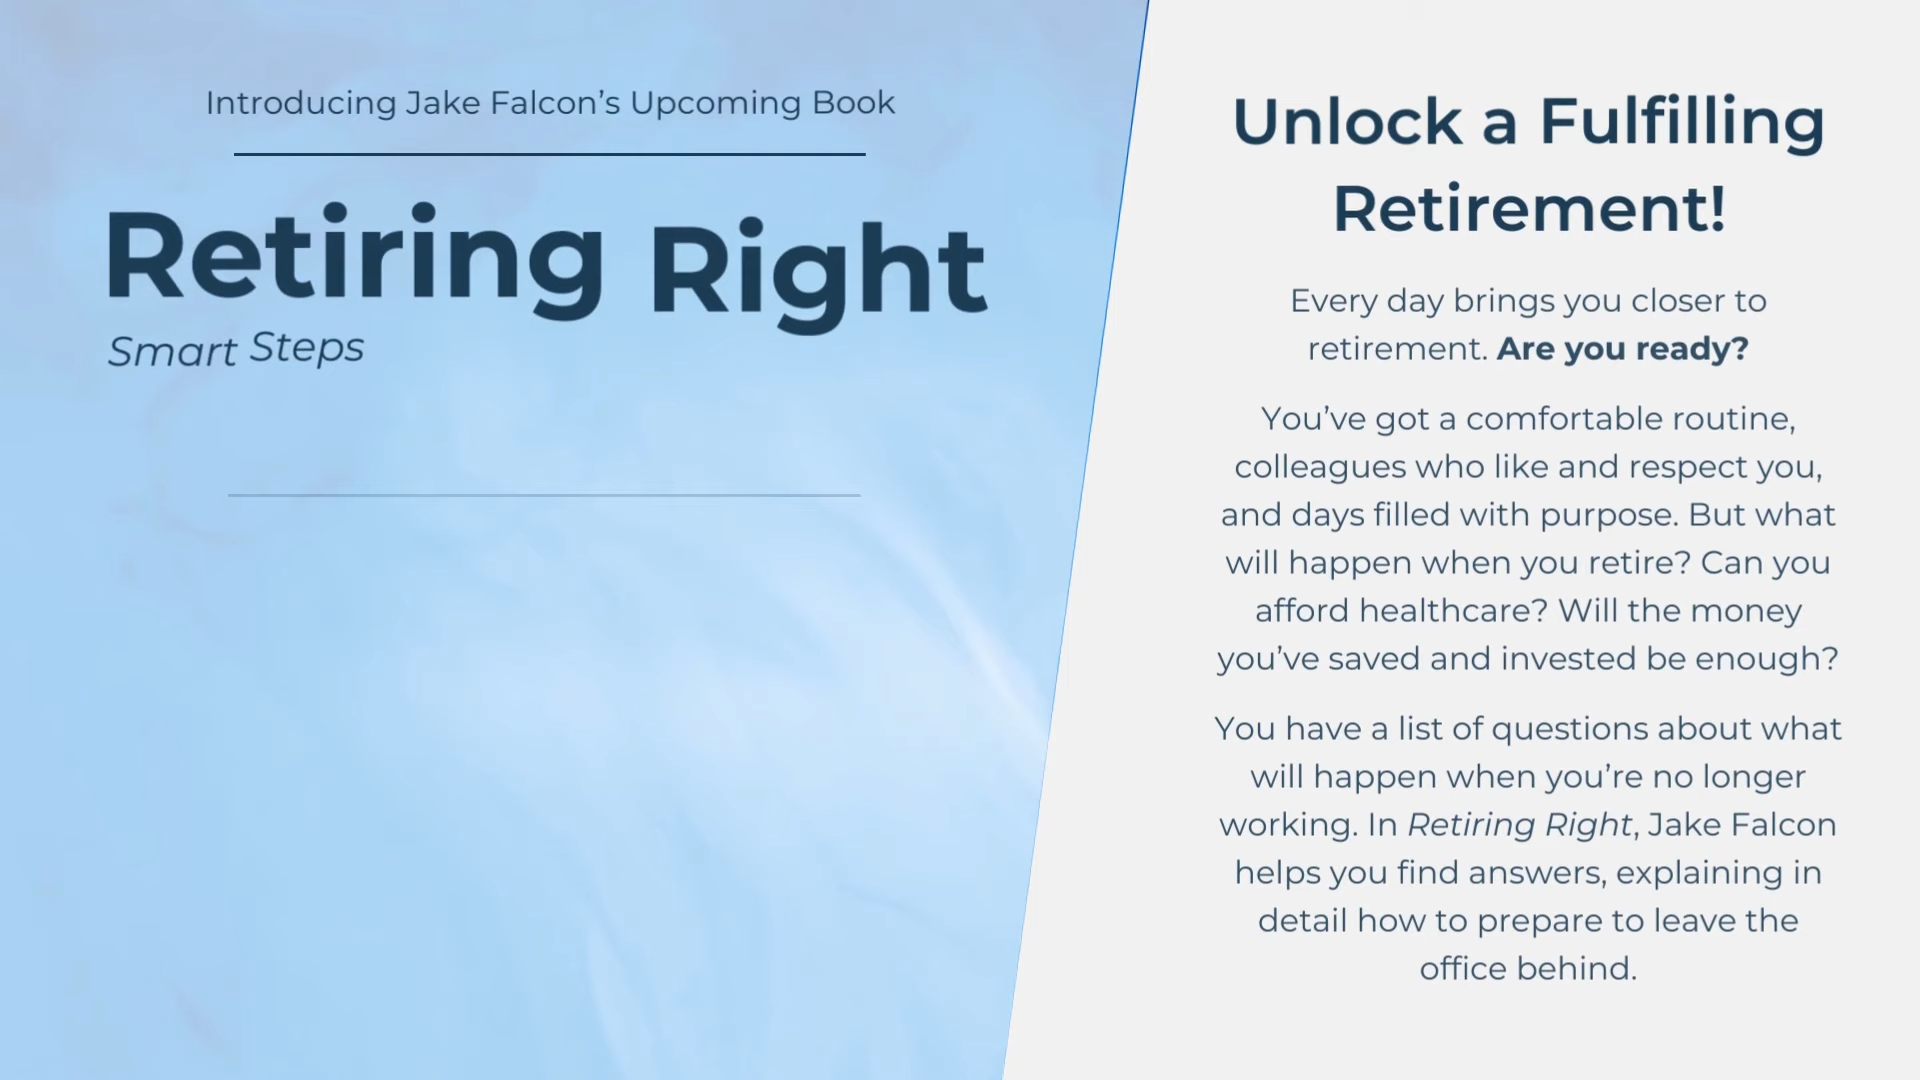 Introducing Jake Falcon’s Upcoming Book
Retiring Right
Smart Steps
Unlock a Fulfilling
Retirement!
Every day brings you closer to
retirement. Are you ready?
You’ve got a comfortable routine,
colleagues who like and respect you,
and days filled with purpose. But what
will happen when you retire? Can you
afford healthcare? Will the money
you’ve saved and invested be enough?
You have a list of questions about what
will happen when you’re no longer
working. In Retiring Right, Jake Falcon
helps you find answers, explaining in
detail how to prepare to leave the
office behind.